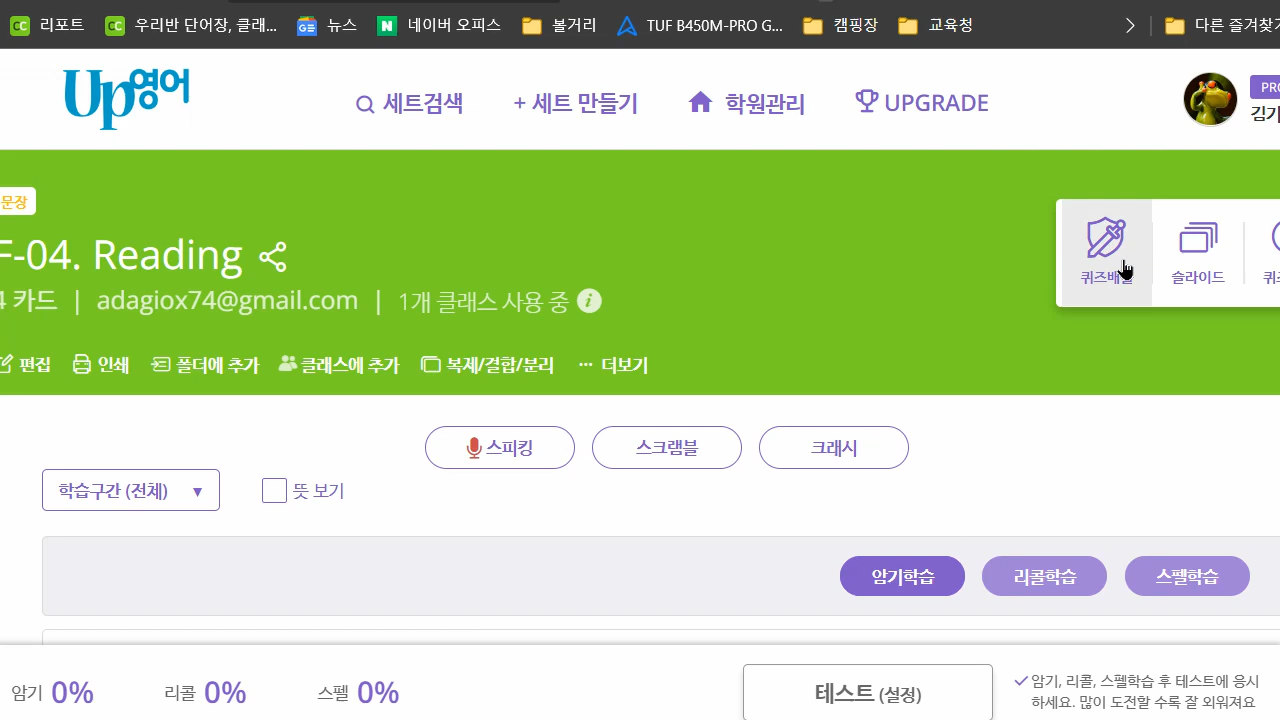 리포트 우리반 단어장, 클래... 뉴스 네이버 오피스 볼거리 TUF B450M-PRO G... 캠핑장 교육청 다른 즐겨찾기
Up영어 세트검색 + 세트 만들기 학원관리 UPGRADE PRO
김기
문장
F-04. Reading
4 카드 | adagiox74@gmail.com | 1개 클래스 사용 중 i
퀴즈배틀 슬라이드 퀴즈
편집 인쇄 폴더에 추가 클래스에 추가 복제/결합/분리 ··· 더보기
스피킹 스크램블 크래시
학습구간 (전체) ▼ 뜻 보기
암기학습 리콜학습 스펠학습
암기 0% 리콜 0% 스펠 0% 테스트 (설정) 암기, 리콜, 스펠학습 후 테스트에 응시
하세요. 많이 도전할 수록 잘 외워져요